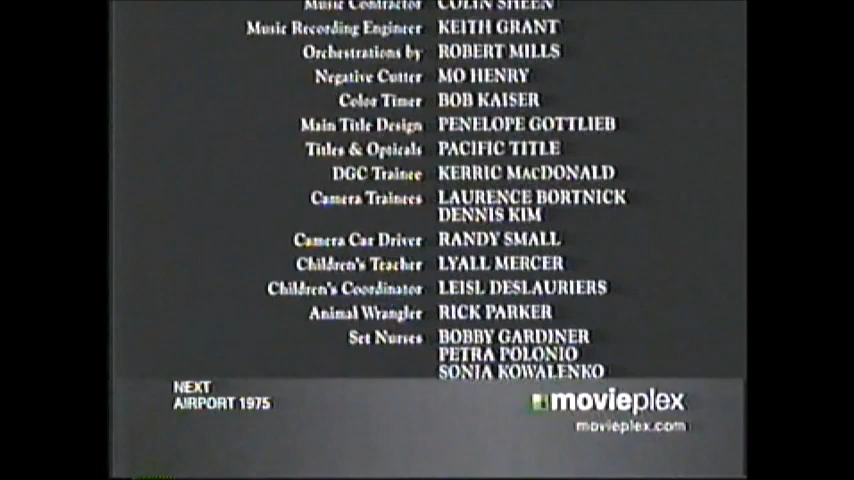 Music Contractor COLIN SHEEN
Music Recording Engineer KEITH GRANT
Orchestrations by ROBERT MILLS
Negative Cutter MO HENRY
Color Timer BOB KAISER
Main Title Design PENELOPE GOTTLIEB
Titles & Opticals PACIFIC TITLE
DGC Trainee KERRIC MACDONALD
Camera Trainees LAURENCE BORTNICK
DENNIS KIM
Camera Car Driver RANDY SMALL
Children's Teacher LYALL MERCER
Children's Coordinator LEISL DESLAURIERS
Animal Wrangler RICK PARKER
Set Nurses BOBBY GARDINER
PETRA POLONIO
SONJA KOWALENKO
NEXT
AIRPORT 1975
movieplex
movieplex.com